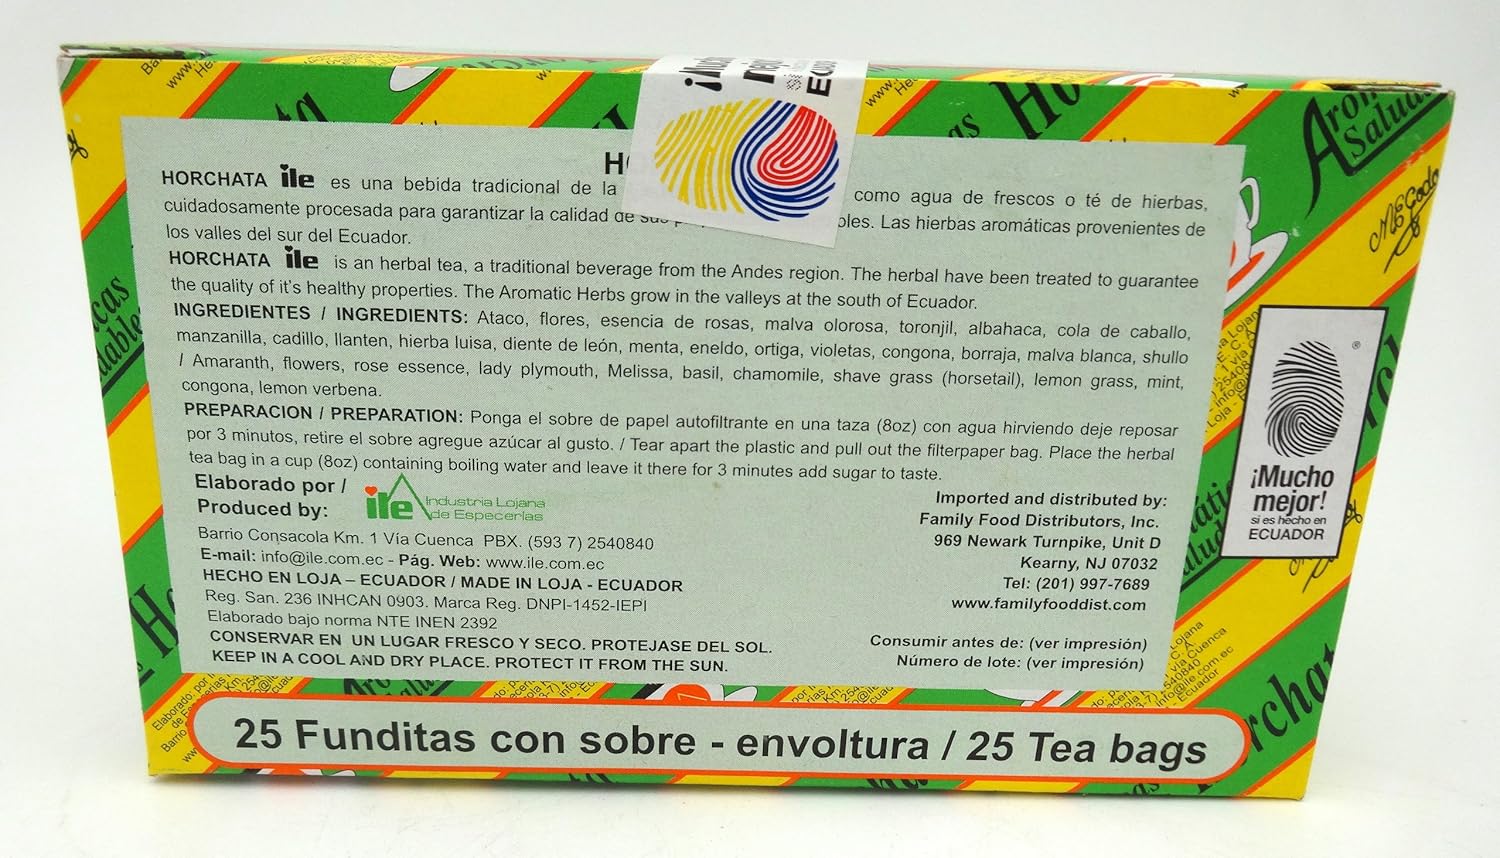 ¡Mucho
mejor!
si
ECUADOR
Horchata
Aromáticas
Saludables
HORCHATA ile es una bebida tradicional de la como agua de frescos o té de hierbas,
cuidadosamente procesada para garantizar la calidad de sus Las hierbas aromáticas provenientes de
los valles del sur del Ecuador.
HORCHATA ile is an herbal tea, a traditional beverage from the Andes region. The herbal have been treated to guarantee
the quality of it's healthy properties. The Aromatic Herbs grow in the valleys at the south of Ecuador.
INGREDIENTES / INGREDIENTS: Ataco, flores, esencia de rosas, malva olorosa, toronjil, albahaca, cola de caballo,
manzanilla, cadillo, llanten, hierba luisa, diente de león, menta, eneldo, ortiga, violetas, congona, borraja, malva blanca, shullo
/ Amaranth, flowers, rose essence, lady plymouth, Melissa, basil, chamomile, shave grass (horsetail), lemon grass, mint,
congona, lemon verbena.
PREPARACION / PREPARATION: Ponga el sobre de papel autofiltrante en una taza (8oz) con agua hirviendo deje reposar
por 3 minutos, retire el sobre agregue azúcar al gusto. / Tear apart the plastic and pull out the filterpaper bag. Place the herbal
tea bag in a cup (8oz) containing boiling water and leave it there for 3 minutes add sugar to taste.
Elaborado por /
Produced by:
ile Industria Lojana
de Especerías
Barrio Consacola Km. 1 Vía Cuenca PBX. (593 7) 2540840
E-mail: info@ile.com.ec - Pág. Web: www.ile.com.ec
HECHO EN LOJA – ECUADOR / MADE IN LOJA - ECUADOR
Reg. San. 236 INHCAN 0903. Marca Reg. DNPI-1452-IEPI
Elaborado bajo norma NTE INEN 2392
CONSERVAR EN UN LUGAR FRESCO Y SECO. PROTEJASE DEL SOL.
KEEP IN A COOL AND DRY PLACE. PROTECT IT FROM THE SUN.
Imported and distributed by:
Family Food Distributors, Inc.
969 Newark Turnpike, Unit D
Kearny, NJ 07032
Tel: (201) 997-7689
www.familyfooddist.com
Consumir antes de: (ver impresión)
Número de lote: (ver impresión)
®
¡Mucho
mejor!
si es hecho en
ECUADOR
25 Funditas con sobre - envoltura / 25 Tea bags